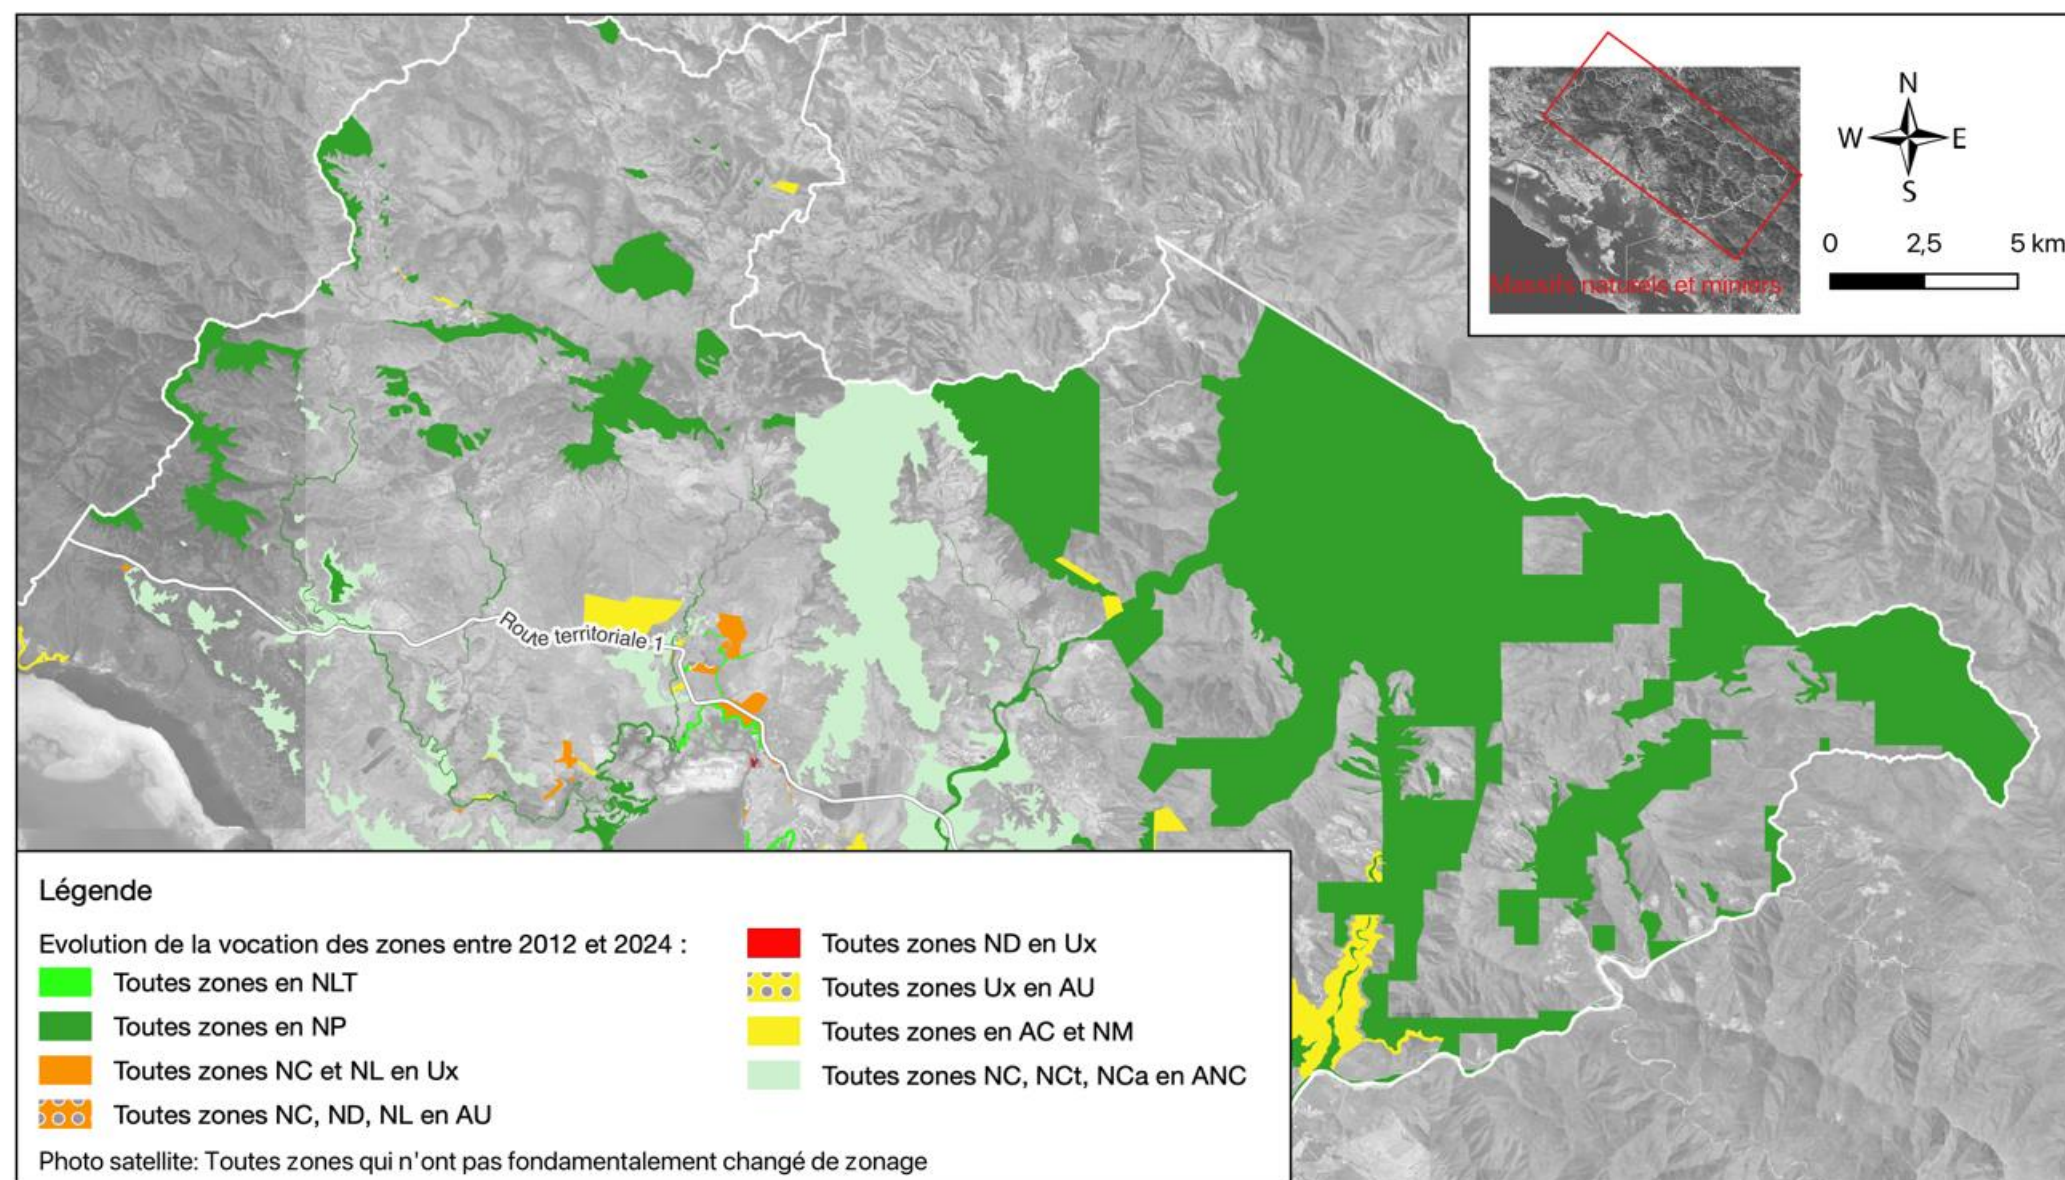 N
W E
S
0 2,5 5 km
Massifs naturels et miniers
Route territoriale 1
Légende
Evolution de la vocation des zones entre 2012 et 2024 :
Toutes zones en NLT
Toutes zones en NP
Toutes zones NC et NL en Ux
Toutes zones NC, ND, NL en AU
Toutes zones ND en Ux
Toutes zones Ux en AU
Toutes zones en AC et NM
Toutes zones NC, NCt, NCa en ANC
Photo satellite: Toutes zones qui n'ont pas fondamentalement changé de zonage